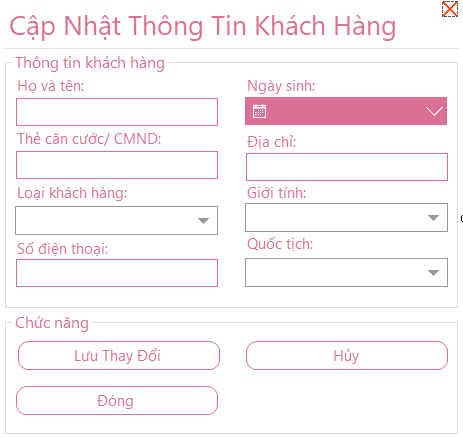 Cập Nhật Thông Tin Khách Hàng
Thông tin khách hàng
Họ và tên:
Ngày sinh:
Thẻ căn cước/ CMND:
Địa chỉ:
Loại khách hàng:
Giới tính:
Số điện thoại:
Quốc tịch:
Chức năng
Lưu Thay Đổi
Hủy
Đóng